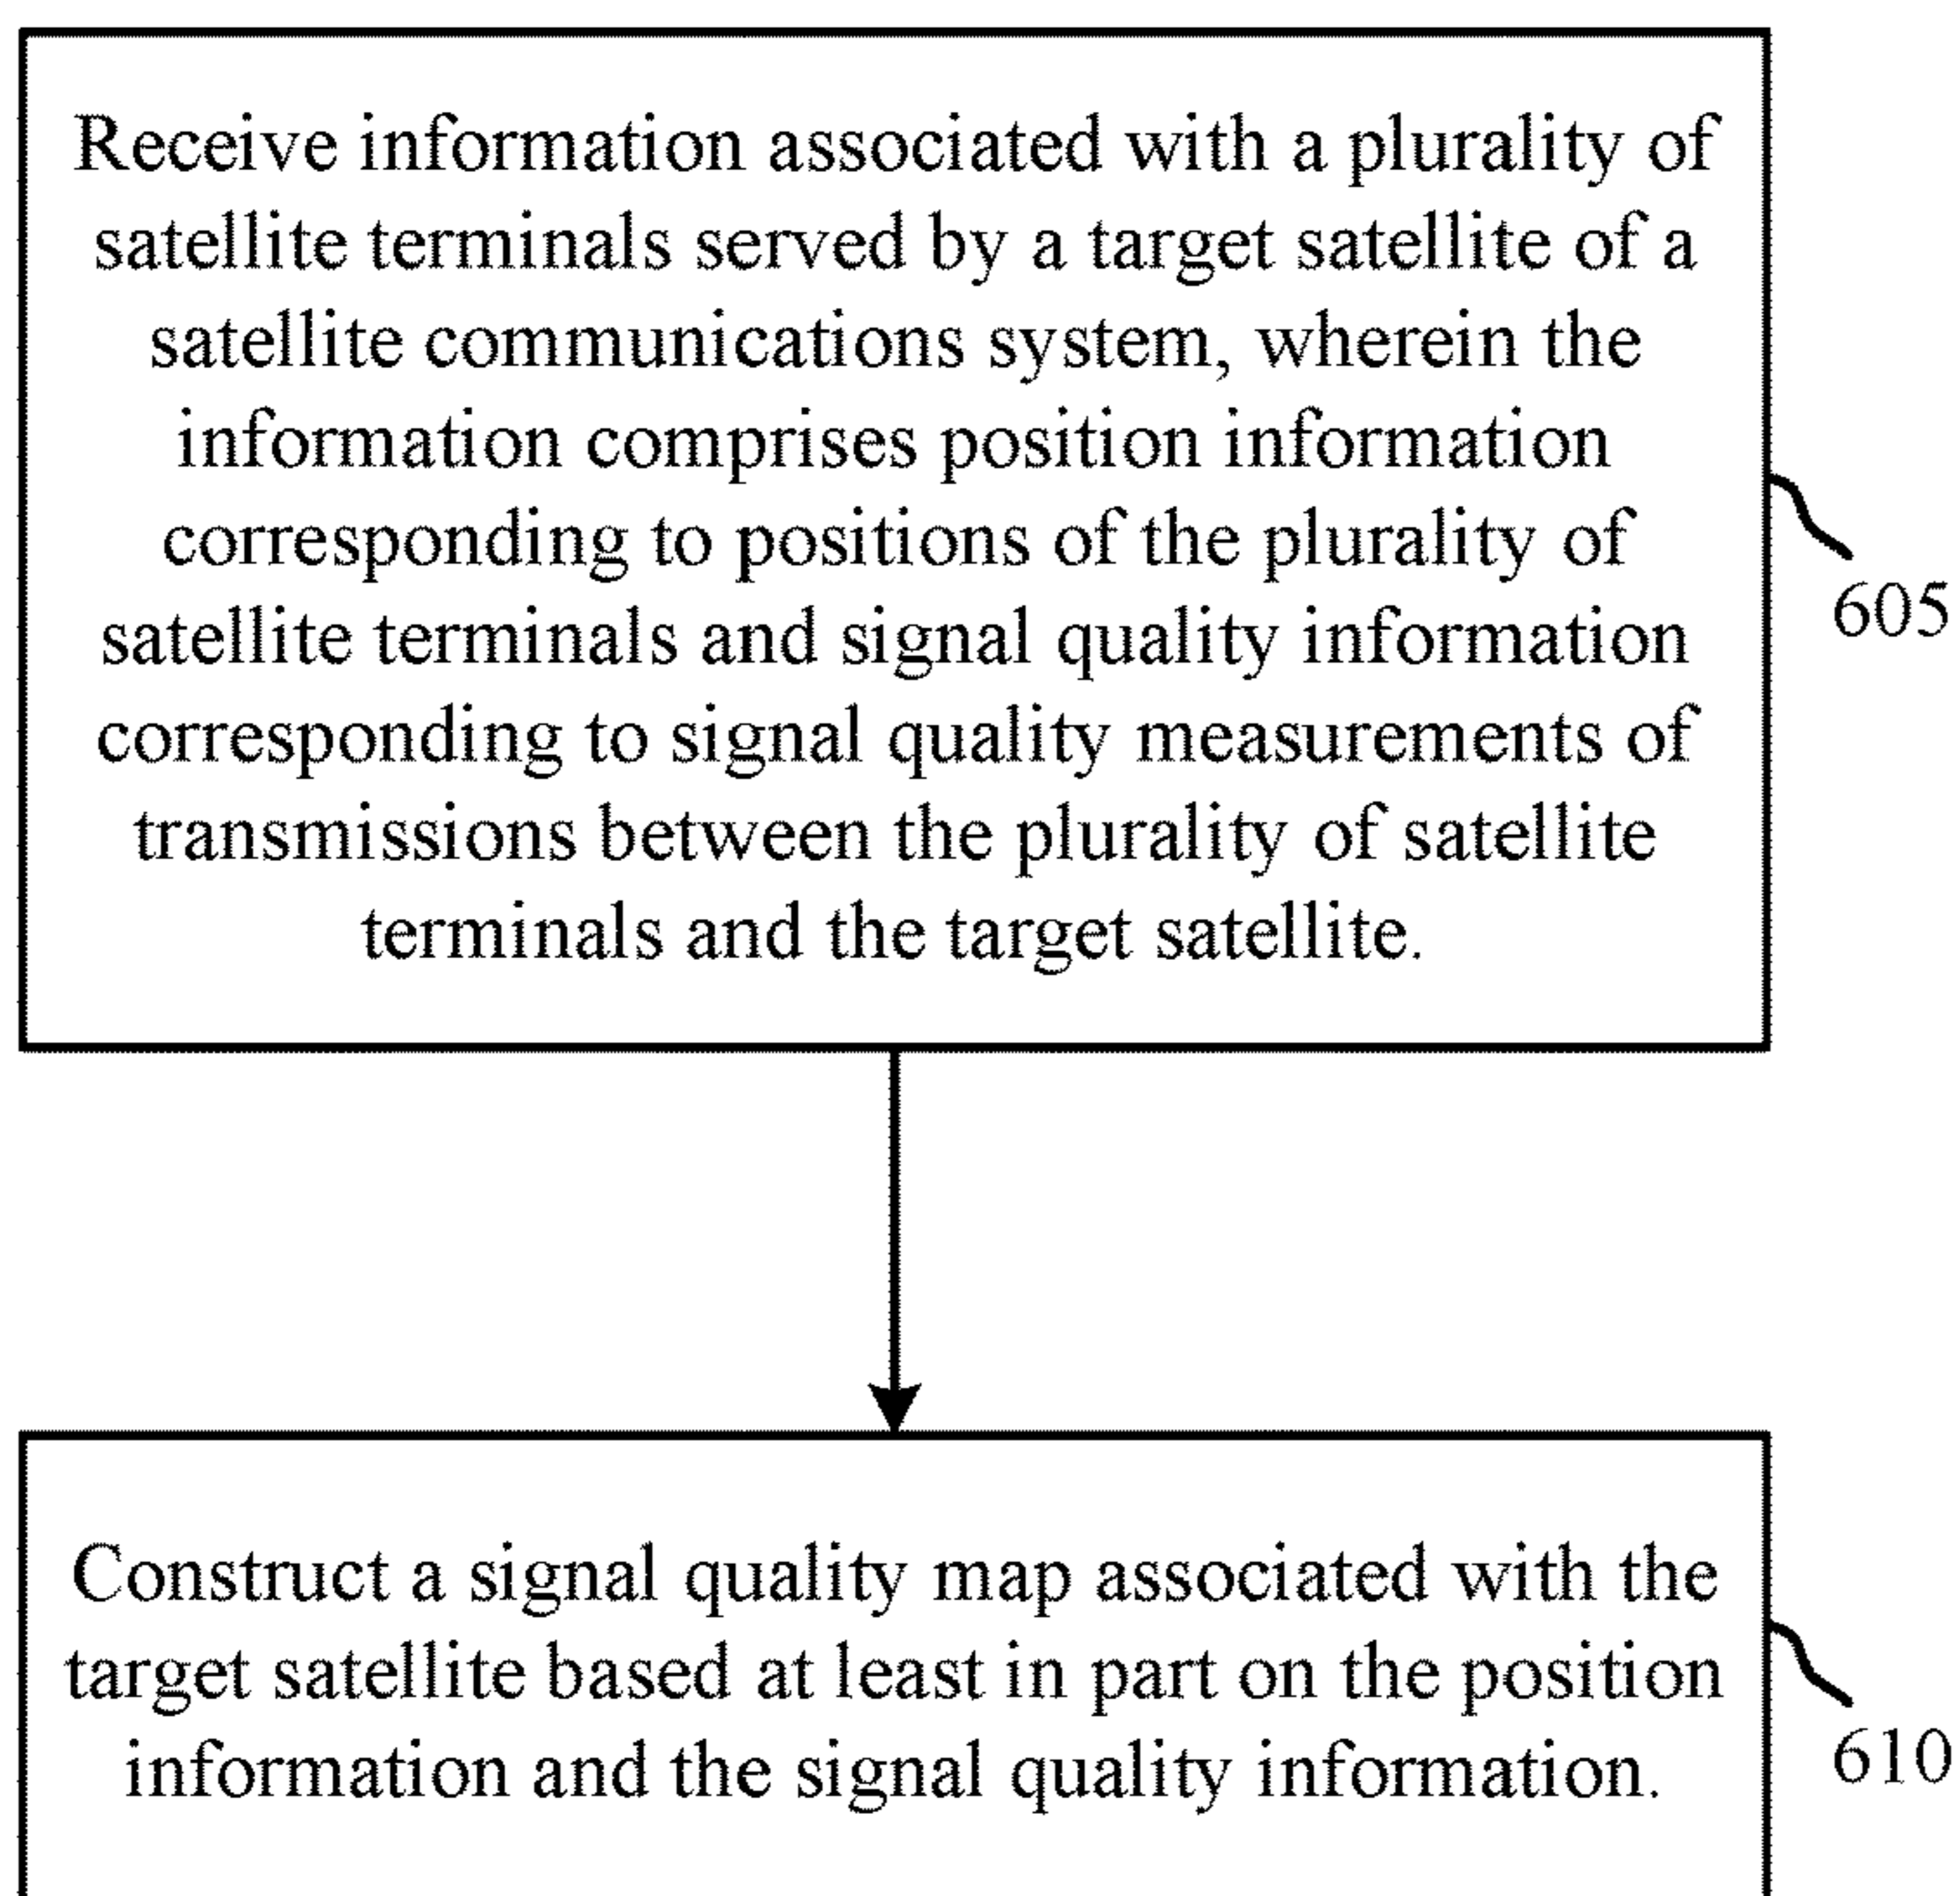 Receive information associated with a plurality of
satellite terminals served by a target satellite of a
satellite communications system, wherein the
information comprises position information
corresponding to positions of the plurality of
satellite terminals and signal quality information
corresponding to signal quality measurements of
transmissions between the plurality of satellite
terminals and the target satellite.
605
Construct a signal quality map associated with the
target satellite based at least in part on the position
information and the signal quality information.
610